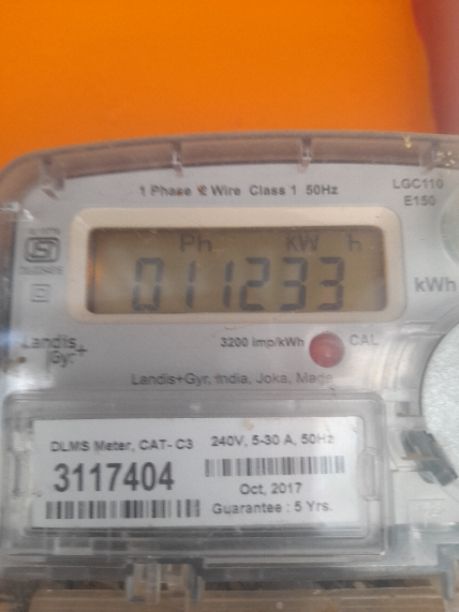 1 Phase 2 Wire Class 1 50Hz
LGC110
E150
Ph KW h
011233
kWh
Landis+
Gyr
3200 imp/kWh CAL
Landis+Gyr, India, Joka, Made
DLMS Meter, CAT- C3
240V, 5-30 A, 50Hz
3117404
Oct, 2017
Guarantee : 5 Yrs.